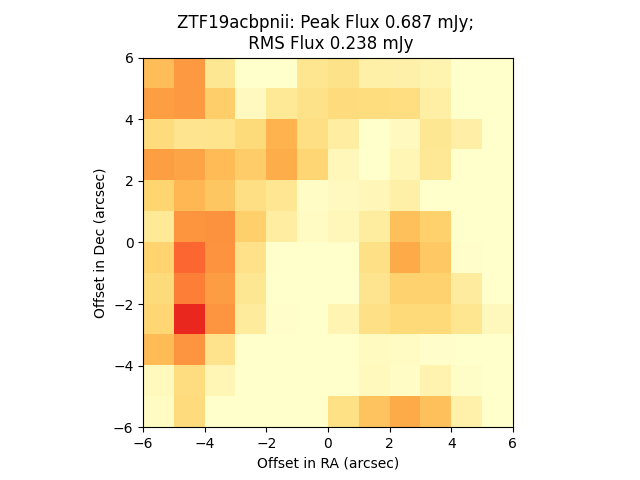 ZTF19acbpnii: Peak Flux 0.687 mJy;
RMS Flux 0.238 mJy
6
4
2
0
−2
−4
−6
Offset in Dec (arcsec)
−6 −4 −2 0 2 4 6
Offset in RA (arcsec)